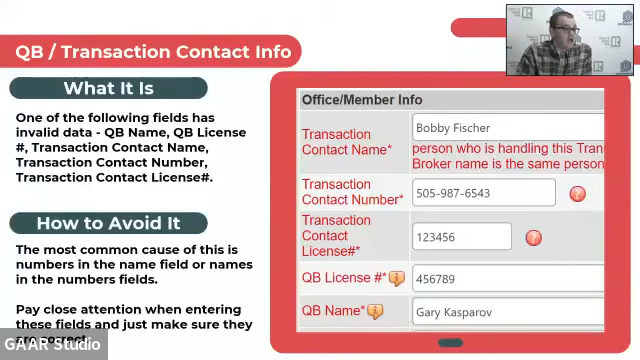 QB / Transaction Contact Info
What It Is
One of the following fields has
invalid data - QB Name, QB License
#, Transaction Contact Name,
Transaction Contact Number,
Transaction Contact License#.
How to Avoid It
The most common cause of this is
numbers in the name field or names
in the numbers fields.
Pay close attention when entering
these fields and just make sure they
are correct.
GAAR Studio
Office/Member Info
Transaction
Contact Name*
Bobby Fischer
person who is handling this Tran
Broker name is the same person
Transaction
Contact Number*
505-987-6543
?
Transaction
Contact
License#*
123456
?
QB License #*
456789
QB Name*
Gary Kasparov